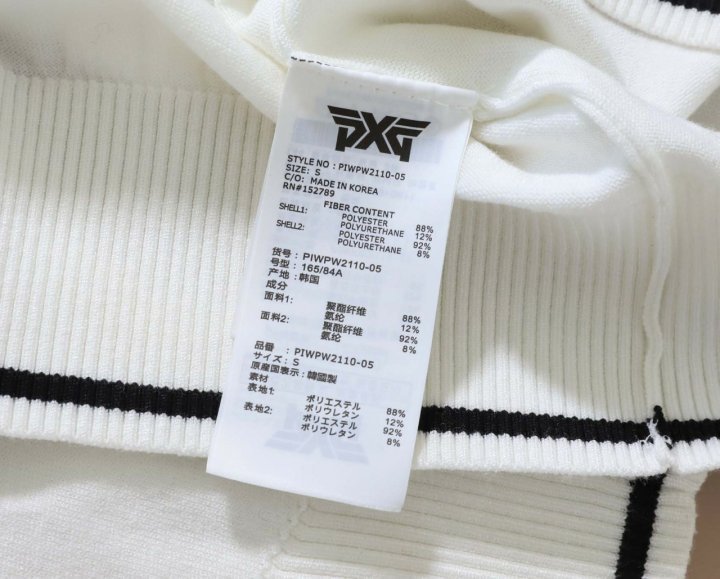 PXG
STYLE NO : PIWPW2110-05
SIZE: S
C/O: MADE IN KOREA
RN#152789
FIBER CONTENT
SHELL1: POLYESTER 88%
POLYURETHANE 12%
SHELL2: POLYESTER 92%
POLYURETHANE 8%
货号: PIWPW2110-05
号型: 165/84A
产地: 韩国
成分
面料1: 聚酯纤维 88%
氨纶 12%
面料2: 聚酯纤维 92%
氨纶 8%
品番 : PIWPW2110-05
サイズ: S
原産国表示: 韓國製
素材
表地1: ポリエステル 88%
ポリウレタン 12%
表地2: ポリエステル 92%
ポリウレタン 8%